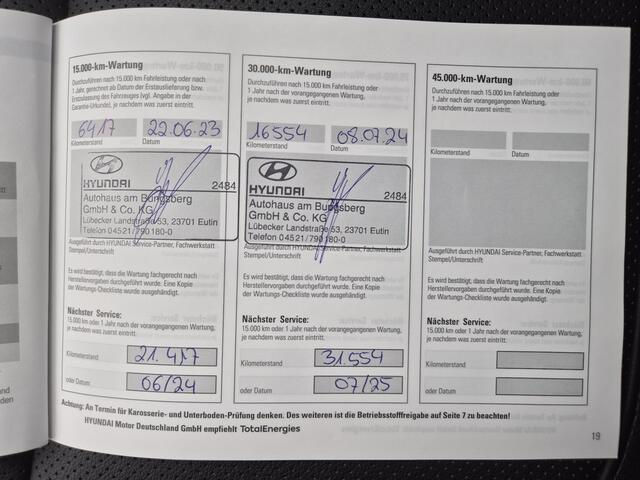 15.000-km-Wartung
Durchzuführen nach 15.000 km Fahrleistung oder nach
1 Jahr, gerechnet ab Datum der Erstauslieferung bzw.
Erstzulassung des Fahrzeuges (vgl. Angabe in der
Garantie-Urkunde), je nachdem was zuerst eintritt.
6417 22.06.23
Kilometerstand Datum
HYUNDAI 2484
Autohaus am Bungsberg
GmbH & Co. KG
Lübecker Landstraße 53, 23701 Eutin
Telefon 04521/790180-0
Ausgeführt durch HYUNDAI Service-Partner, Fachwerkstatt
Stempel/Unterschrift
Es wird bestätigt, dass die Wartung fachgerecht nach
Herstellervorgaben durchgeführt wurde. Eine Kopie
der Wartungs-Checkliste wurde ausgehändigt.
Nächster Service:
15.000 km oder 1 Jahr nach der vorangegangenen Wartung,
je nachdem was zuerst eintritt.
Kilometerstand 21.417
oder Datum 06/24
30.000-km-Wartung
Durchzuführen nach 15.000 km Fahrleistung oder
1 Jahr nach der vorangegangenen Wartung,
je nachdem was zuerst eintritt.
16554 08.07.24
Kilometerstand Datum
HYUNDAI 2484
Autohaus am Bungsberg
GmbH & Co. KG
Lübecker Landstraße 53, 23701 Eutin
Telefon 04521/790180-0
Ausgeführt durch HYUNDAI Service-Partner, Fachwerkstatt
Stempel/Unterschrift
Es wird bestätigt, dass die Wartung fachgerecht nach
Herstellervorgaben durchgeführt wurde. Eine Kopie
der Wartungs-Checkliste wurde ausgehändigt.
Nächster Service:
15.000 km oder 1 Jahr nach der vorangegangenen Wartung,
je nachdem was zuerst eintritt.
Kilometerstand 31.554
oder Datum 07/25
45.000-km-Wartung
Durchzuführen nach 15.000 km Fahrleistung oder
1 Jahr nach der vorangegangenen Wartung,
je nachdem was zuerst eintritt.
Kilometerstand Datum
Ausgeführt durch HYUNDAI Service-Partner, Fachwerkstatt
Stempel/Unterschrift
Es wird bestätigt, dass die Wartung fachgerecht nach
Herstellervorgaben durchgeführt wurde. Eine Kopie
der Wartungs-Checkliste wurde ausgehändigt.
Nächster Service:
15.000 km oder 1 Jahr nach der vorangegangenen Wartung,
je nachdem was zuerst eintritt.
Kilometerstand
oder Datum
Achtung: An Termin für Karosserie- und Unterboden-Prüfung denken. Des weiteren ist die Betriebsstofffreigabe auf Seite 7 zu beachten!
HYUNDAI Motor Deutschland GmbH empfiehlt TotalEnergies
19